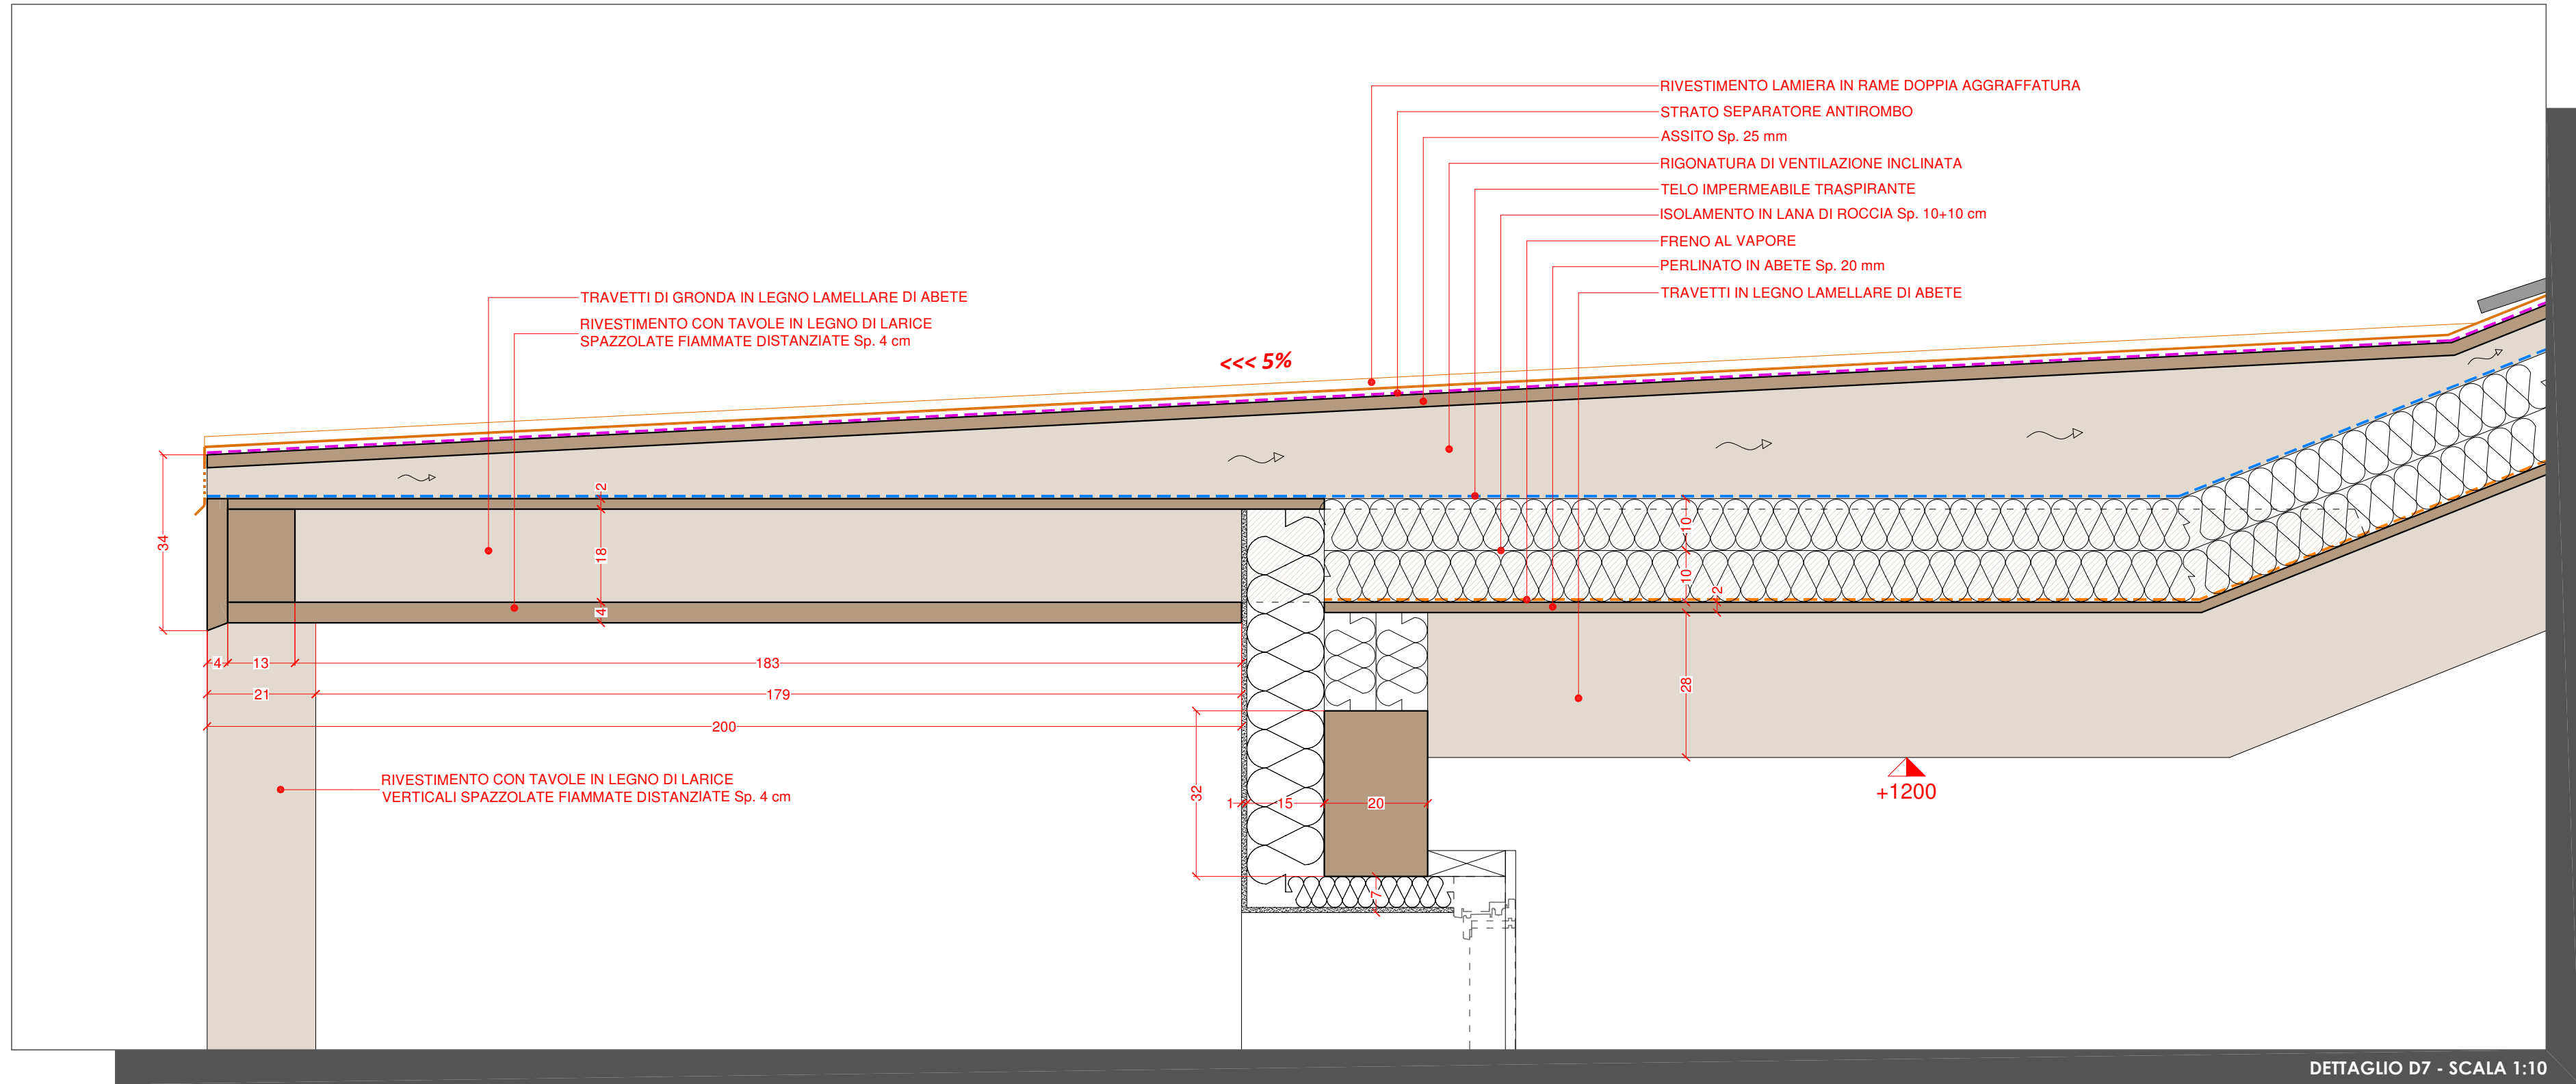 RIVESTIMENTO LAMIERA IN RAME DOPPIA AGGRAFFATURA
STRATO SEPARATORE ANTIROMBO
ASSITO Sp. 25 mm
RIGONATURA DI VENTILAZIONE INCLINATA
TELO IMPERMEABILE TRASPIRANTE
ISOLAMENTO IN LANA DI ROCCIA Sp. 10+10 cm
FRENO AL VAPORE
PERLINATO IN ABETE Sp. 20 mm
TRAVETTI IN LEGNO LAMELLARE DI ABETE
TRAVETTI DI GRONDA IN LEGNO LAMELLARE DI ABETE
RIVESTIMENTO CON TAVOLE IN LEGNO DI LARICE
SPAZZOLATE FIAMMATE DISTANZIATE Sp. 4 cm
<<< 5%
34
2
18
4
10
10
2
28
4
13
183
21
179
200
32
1
15
20
7
+1200
RIVESTIMENTO CON TAVOLE IN LEGNO DI LARICE
VERTICALI SPAZZOLATE FIAMMATE DISTANZIATE Sp. 4 cm
DETTAGLIO D7 - SCALA 1:10